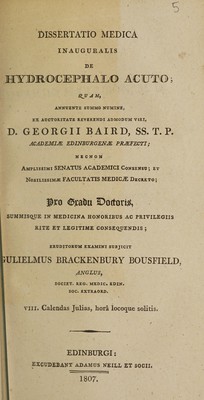 5
DISSERTATIO MEDICA
INAUGURALIS
DE
HYDROCEPHALO ACUTO;
QUAM,
ANNUENTE SUMMO NUMINE,
EX AUCTORITATE REVERENDI ADMODUM VIRI,
D. GEORGII BAIRD, SS. T. P.
ACADEMIÆ EDINBURGENÆ PRÆFECTI;
NECNON
AMPLISSIMI SENATUS ACADEMICI CONSENSU; ET
NOBILISSIMÆ FACULTATIS MEDICÆ DECRETO;
Pro Gradu Doctoris,
SUMMISQUE IN MEDICINA HONORIBUS AC PRIVILEGIIS
RITE ET LEGITIME CONSEQUENDIS;
ERUDITORUM EXAMINI SUBJICIT
GULIELMUS BRACKENBURY BOUSFIELD,
ANGLUS,
SOCIET. REG. MEDIC. EDIN.
SOC. EXTRAORD.
VIII. Calendas Julias, horâ locoque solitis.
EDINBURGI:
EXCUDEBANT ADAMUS NEILL ET SOCII.
1807.